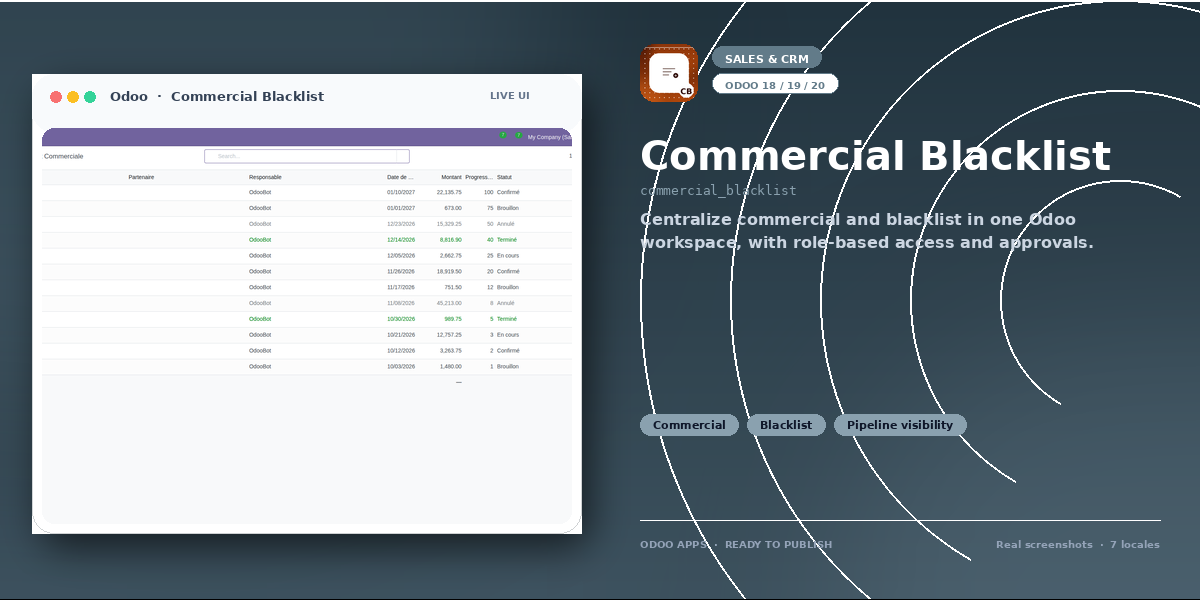 Odoo · Commercial Blacklist
LIVE UI
My Company (Sa
Commerciale
Search...
1
Partenaire Responsable Date de ... Montant Progress... Statut
OdooBot 01/10/2027 22,135.75 100 Confirmé
OdooBot 01/01/2027 673.00 75 Brouillon
OdooBot 12/23/2026 15,329.25 50 Annulé
OdooBot 12/14/2026 8,816.90 40 Terminé
OdooBot 12/05/2026 2,662.75 25 En cours
OdooBot 11/26/2026 18,919.50 20 Confirmé
OdooBot 11/17/2026 751.50 12 Brouillon
OdooBot 11/08/2026 45,213.00 8 Annulé
OdooBot 10/30/2026 989.75 5 Terminé
OdooBot 10/21/2026 12,757.25 3 En cours
OdooBot 10/12/2026 3,263.75 2 Confirmé
OdooBot 10/03/2026 1,480.00 1 Brouillon
—
CB
SALES & CRM
ODOO 18 / 19 / 20
Commercial Blacklist
commercial_blacklist
Centralize commercial and blacklist in one Odoo
workspace, with role-based access and approvals.
Commercial
Blacklist
Pipeline visibility
ODOO APPS · READY TO PUBLISH
Real screenshots · 7 locales